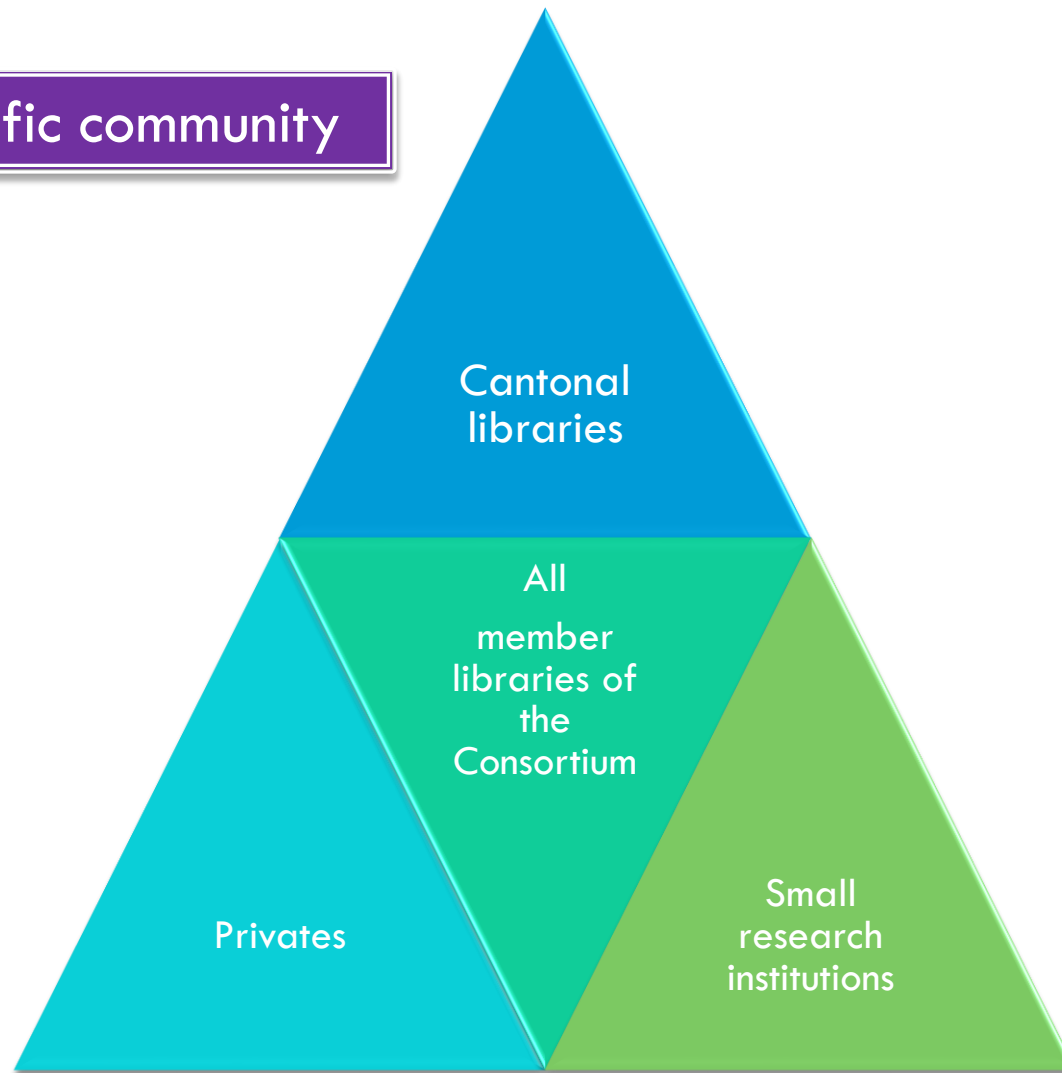 fic community
Cantonal
libraries
All
member
libraries of
the
Consortium
Privates
Small
research
institutions